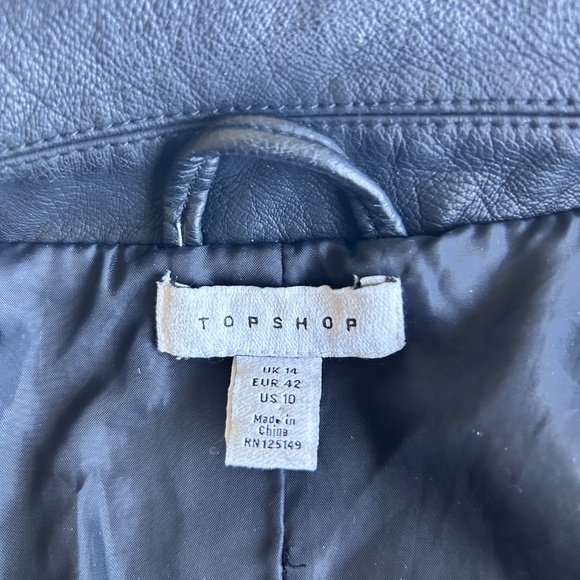 TOPSHOP
UK 14
EUR 42
US 10
Made in
China
RN125149